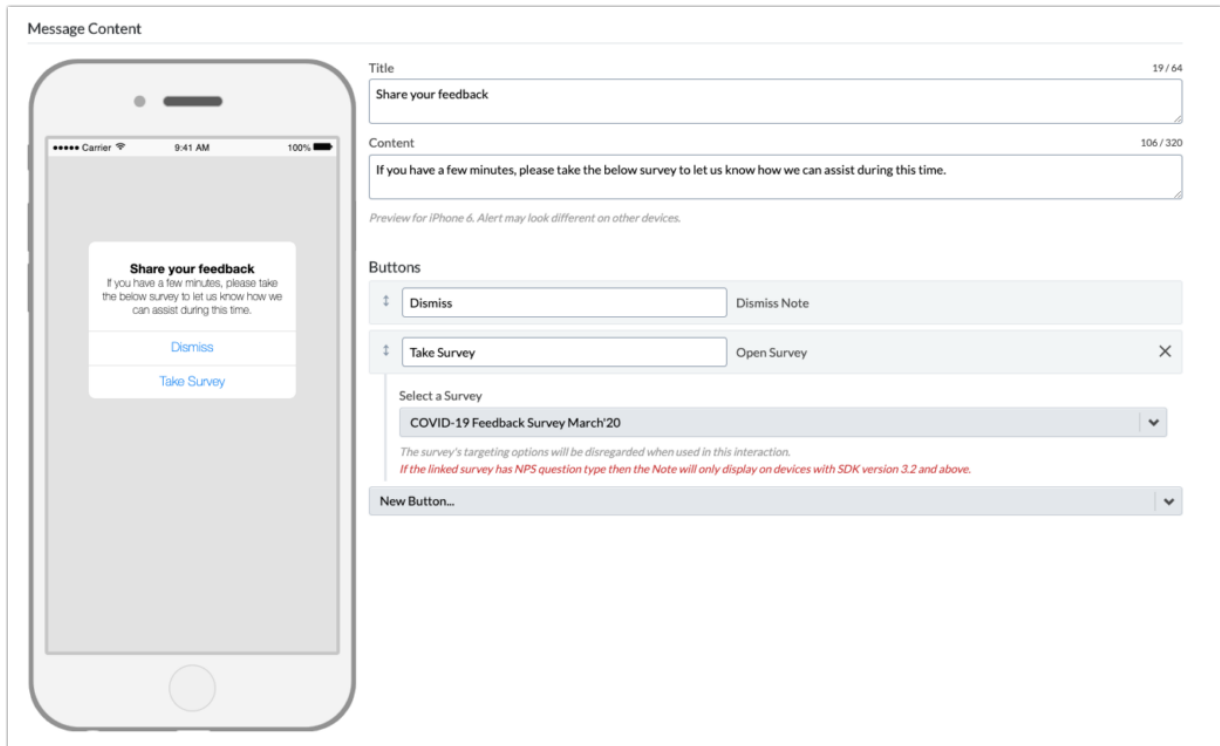 Message Content
Carrier
9:41 AM
100%
Share your feedback
If you have a few minutes, please take
the below survey to let us know how we
can assist during this time.
Dismiss
Take Survey
Title
19 / 64
Share your feedback
Content
106 / 320
If you have a few minutes, please take the below survey to let us know how we can assist during this time.
Preview for iPhone 6. Alert may look different on other devices.
Buttons
Dismiss
Dismiss Note
Take Survey
Open Survey
Select a Survey
COVID-19 Feedback Survey March'20
The survey's targeting options will be disregarded when used in this interaction.
If the linked survey has NPS question type then the Note will only display on devices with SDK version 3.2 and above.
New Button...